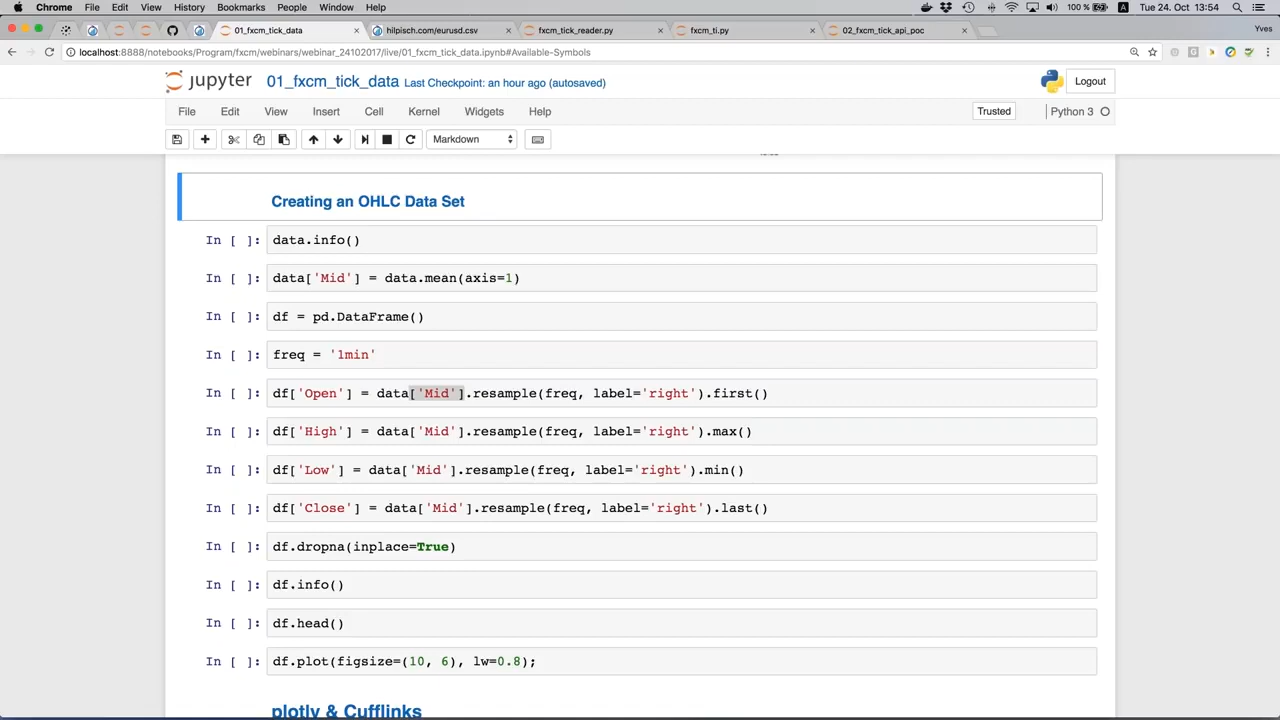 Chrome File Edit View History Bookmarks People Window Help 100 % A Tue 24. Oct 13:54
01_fxcm_tick_data hilpisch.com/eurusd.csv fxcm_tick_reader.py fxcm_ti.py 02_fxcm_tick_api_poc Yves
localhost:8888/notebooks/Program/fxcm/webinars/webinar_24102017/live/01_fxcm_tick_data.ipynb#Available-Symbols
jupyter 01_fxcm_tick_data Last Checkpoint: an hour ago (autosaved) Logout
File Edit View Insert Cell Kernel Widgets Help Trusted Python 3
Markdown
Creating an OHLC Data Set
In [ ]: data.info()
In [ ]: data['Mid'] = data.mean(axis=1)
In [ ]: df = pd.DataFrame()
In [ ]: freq = '1min'
In [ ]: df['Open'] = data['Mid'].resample(freq, label='right').first()
In [ ]: df['High'] = data['Mid'].resample(freq, label='right').max()
In [ ]: df['Low'] = data['Mid'].resample(freq, label='right').min()
In [ ]: df['Close'] = data['Mid'].resample(freq, label='right').last()
In [ ]: df.dropna(inplace=True)
In [ ]: df.info()
In [ ]: df.head()
In [ ]: df.plot(figsize=(10, 6), lw=0.8);
plotly & Cufflinks